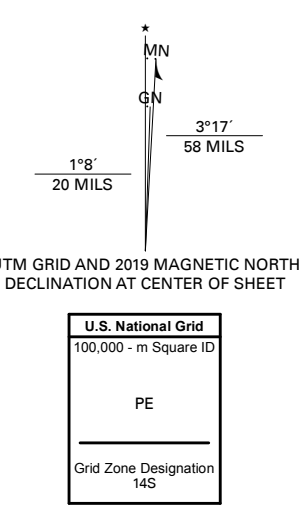 ★
MN
GN
3°17´
58 MILS
1°8´
20 MILS
UTM GRID AND 2019 MAGNETIC NORTH
DECLINATION AT CENTER OF SHEET
U.S. National Grid
100,000 - m Square ID
PE
Grid Zone Designation
14S